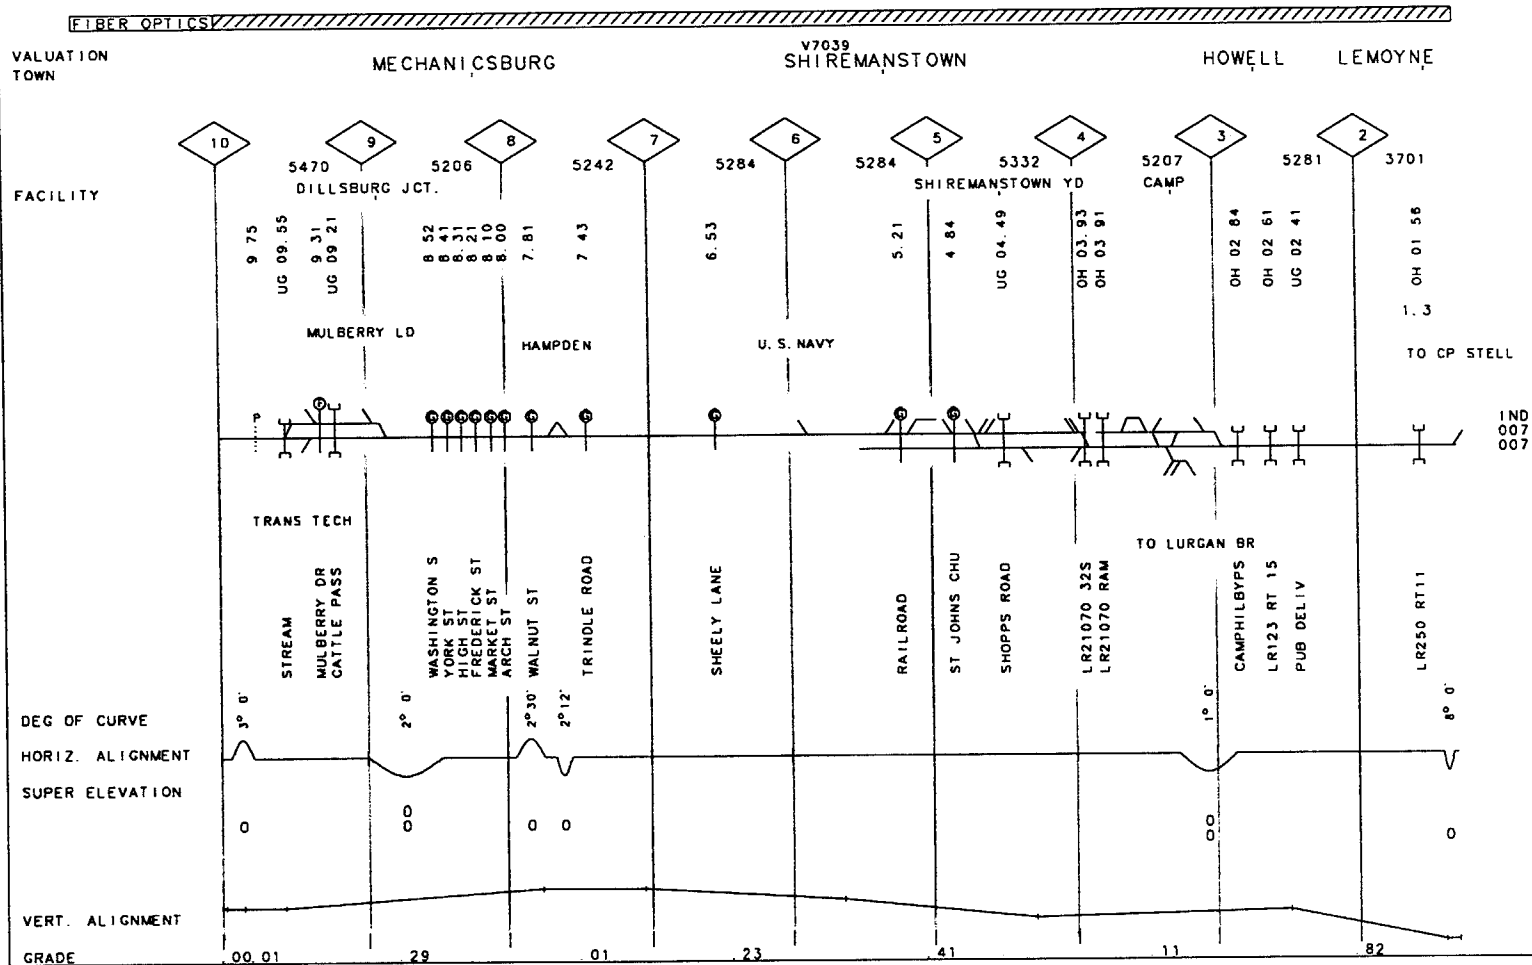 FIBER OPTICS
VALUATION V7039
TOWN MECHANICSBURG SHIREMANSTOWN HOWELL LEMOYNE
10 9 8 7 6 5 4 3 2
5470 5206 5242 5284 5284 5332 5207 5281 3701
FACILITY DILLSBURG JCT. SHIREMANSTOWN YD CAMP
9 75
UG 09.55
9 31
UG 09 21
8 52
8 41
8.31
8 21
8 10
8.00
7.81
7 43
6.53
5.21
4 84
UG 04.49
OH 03.93
OH 03 91
OH 02 84
OH 02 61
UG 02 41
OH 01 56
1.3
MULBERRY LD HAMPDEN U.S.NAVY TO CP STELL
P F G G G G G G G G G G G
IND
007
007
TRANS TECH
TO LURGAN BR
STREAM
MULBERRY DR
CATTLE PASS
WASHINGTON S
YORK ST
HIGH ST
FREDERICK ST
MARKET ST
ARCH ST
WALNUT ST
TRINDLE ROAD
SHEELY LANE
RAILROAD
ST JOHNS CHU
SHOPPS ROAD
LR21070 32S
LR21070 RAM
CAMPHILBYPS
LR123 RT 15
PUB DELIV
LR250 RT11
DEG OF CURVE 3° 0' 2° 0' 2° 30' 2° 12' 1° 0' 8° 0'
HORIZ. ALIGNMENT
SUPER ELEVATION
0 0
0 0 0 0 0 0 0
VERT. ALIGNMENT
GRADE .00.01 .29 .01 .23 .41 .11 .82